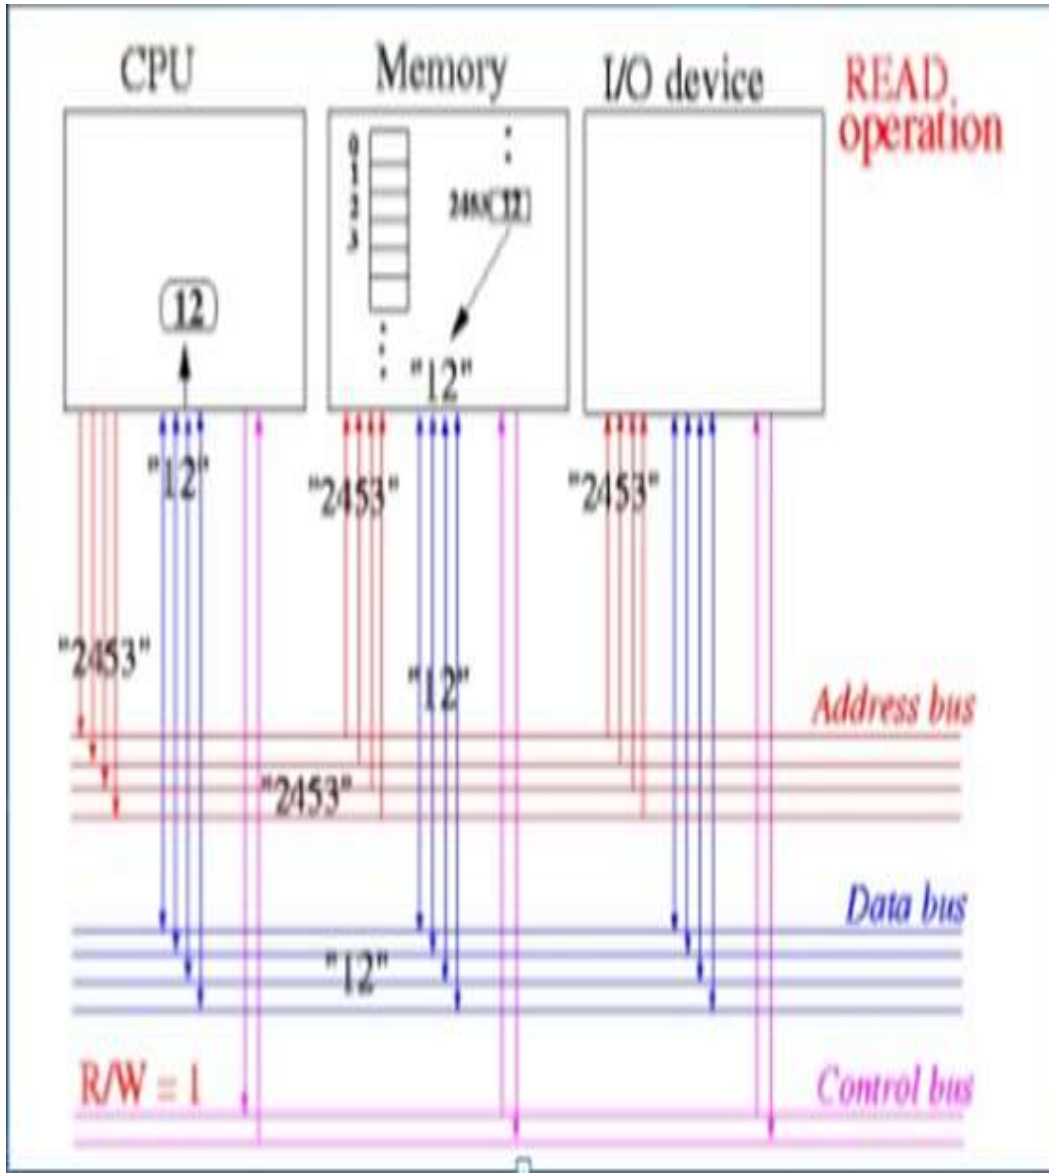 CPU
Memory
I/O device
READ
operation
0
1
2
3
12
12
"12"
"12"
"2453"
"2453"
"2453"
"12"
Address bus
"2453"
Data bus
"12"
R/W = 1
Control bus